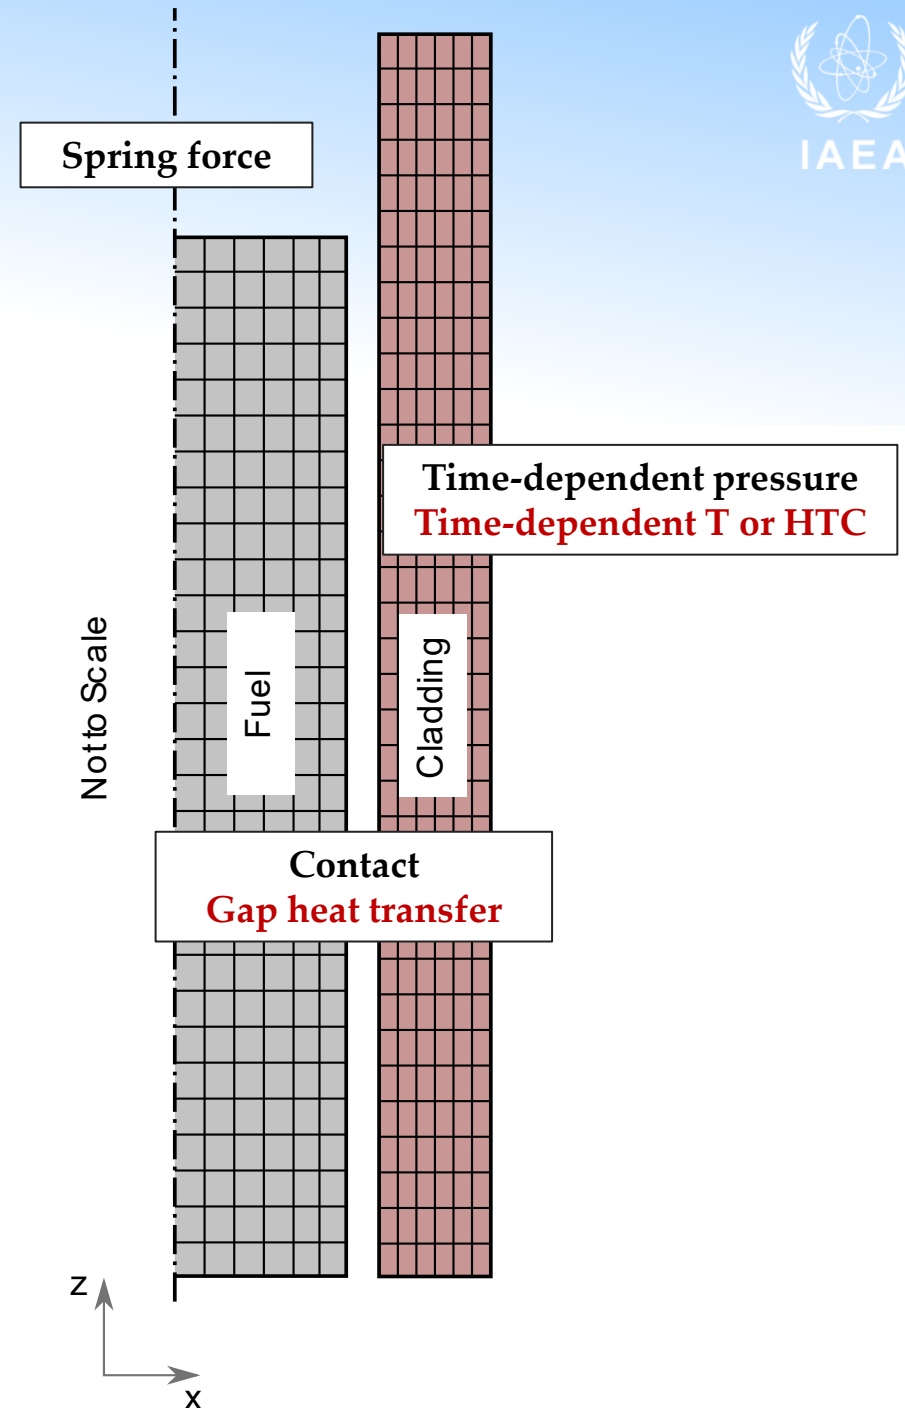 IAEA
Spring force
Time-dependent pressure
Time-dependent T or HTC
Not to Scale
Fuel
Cladding
Contact
Gap heat transfer
z
x